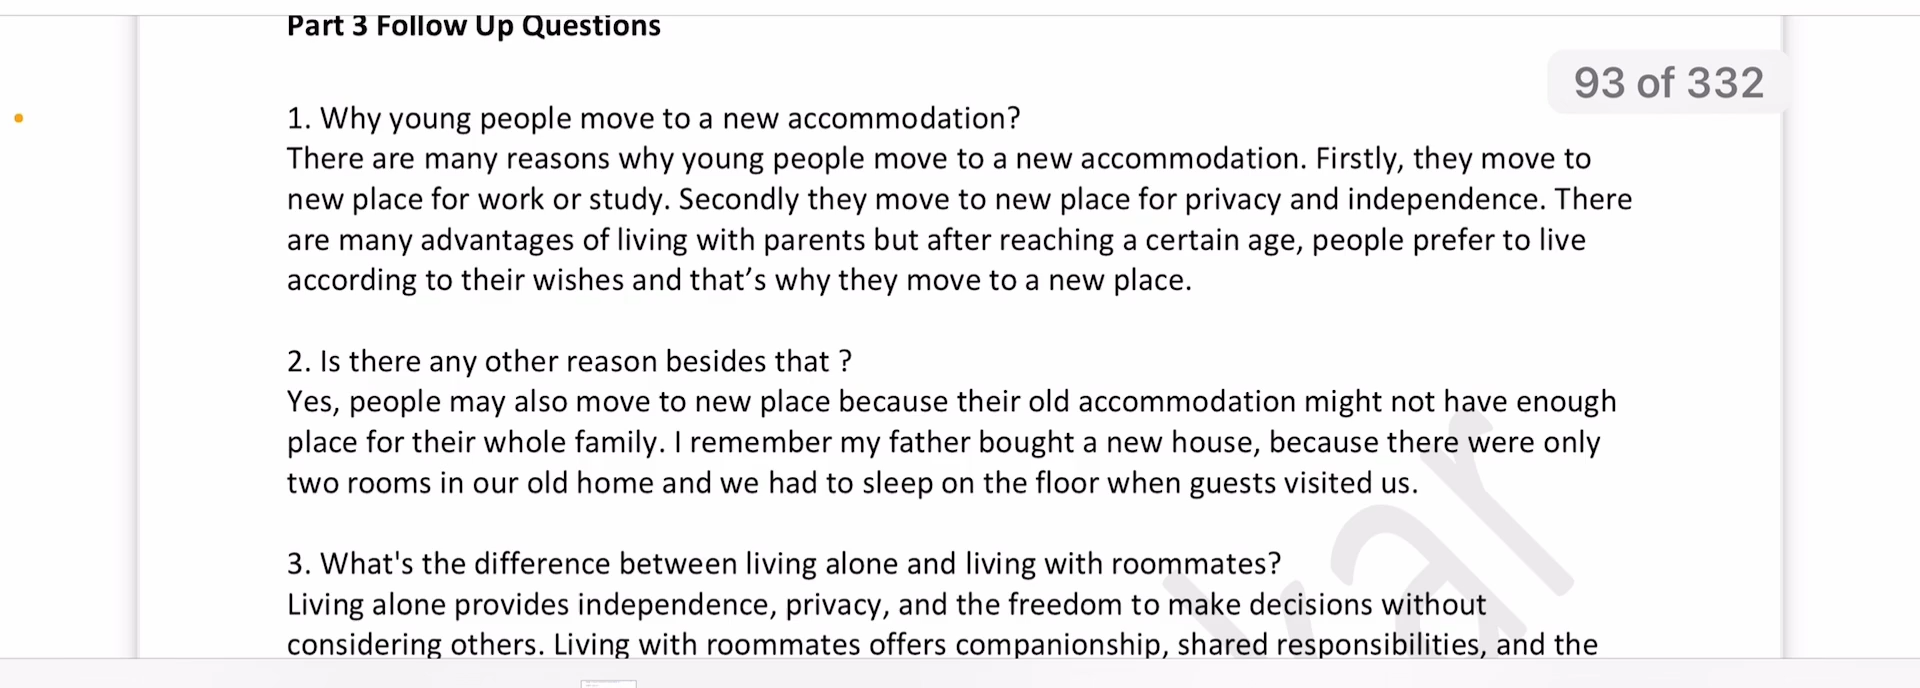 Part 3 Follow Up Questions
93 of 332
1. Why young people move to a new accommodation?
There are many reasons why young people move to a new accommodation. Firstly, they move to
new place for work or study. Secondly they move to new place for privacy and independence. There
are many advantages of living with parents but after reaching a certain age, people prefer to live
according to their wishes and that’s why they move to a new place.
2. Is there any other reason besides that ?
Yes, people may also move to new place because their old accommodation might not have enough
place for their whole family. I remember my father bought a new house, because there were only
two rooms in our old home and we had to sleep on the floor when guests visited us.
3. What's the difference between living alone and living with roommates?
Living alone provides independence, privacy, and the freedom to make decisions without
considering others. Living with roommates offers companionship, shared responsibilities, and the
kar